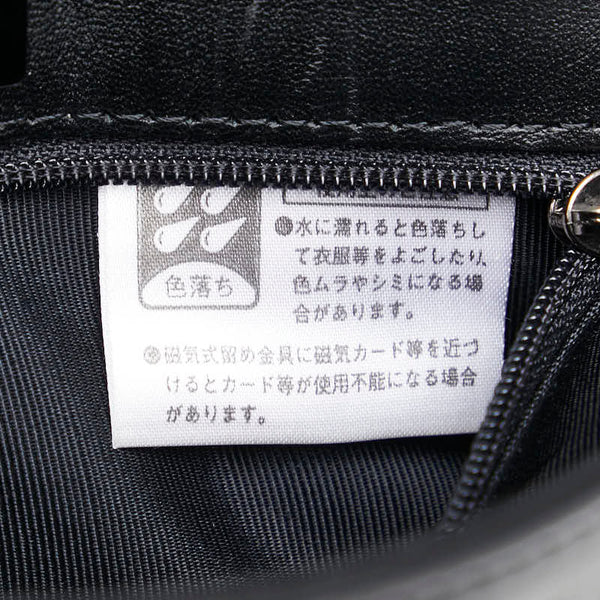 色落ち
❶水に濡れると色落ちし
て衣服等をよごしたり、
色ムラやシミになる場
合があります。
❷磁気式留め金具に磁気カード等を近づ
けるとカード等が使用不能になる場合
があります。